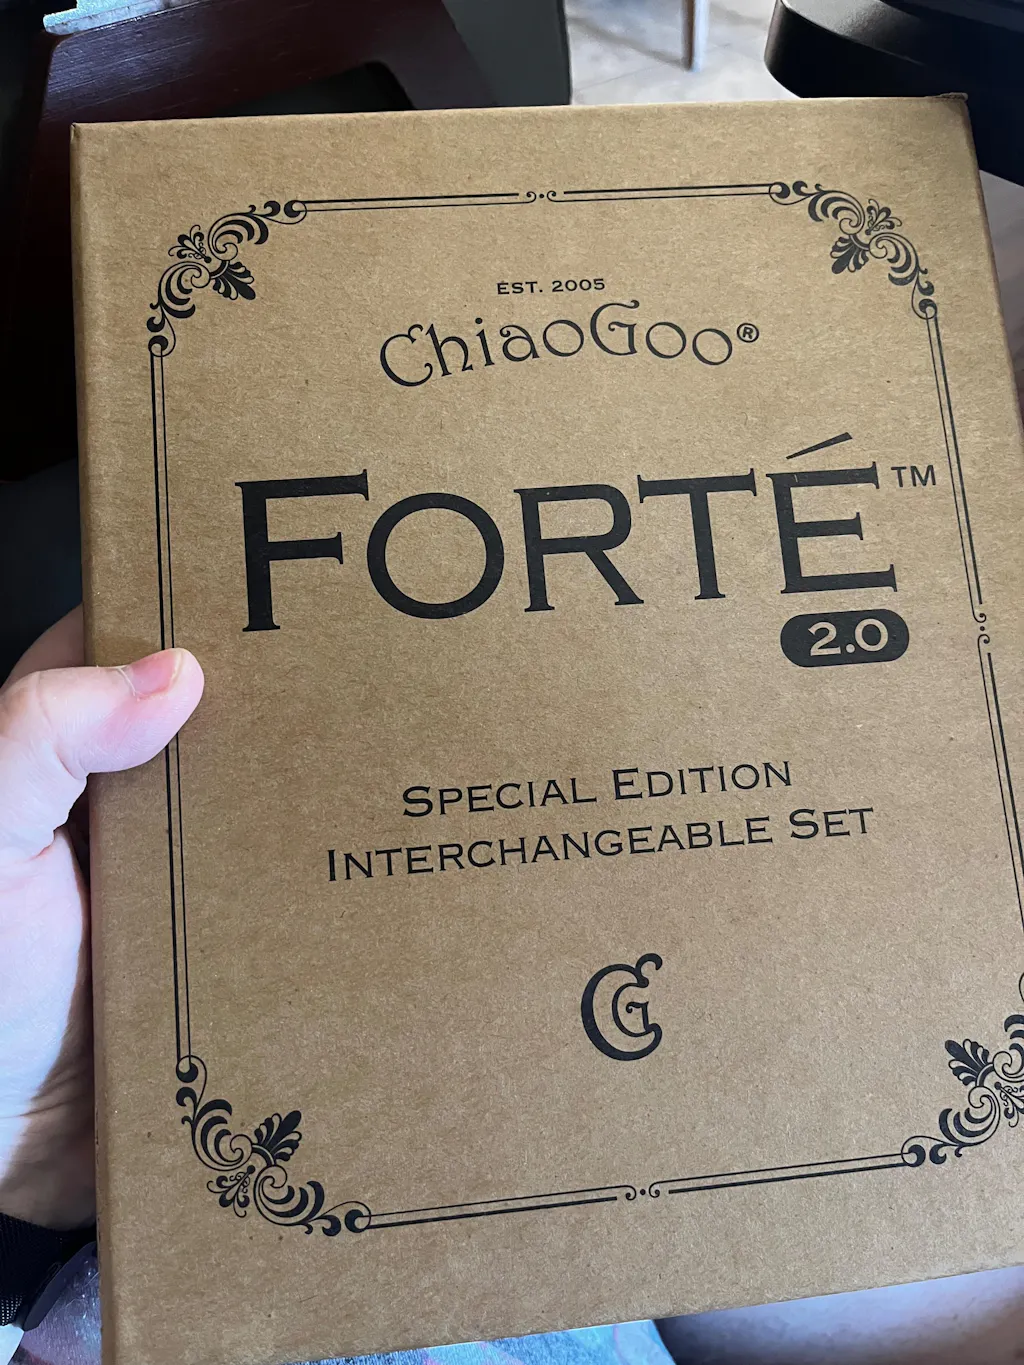 EST. 2005
ChiaoGoo®
FORTÉ™
2.0
SPECIAL EDITION
INTERCHANGEABLE SET
CG